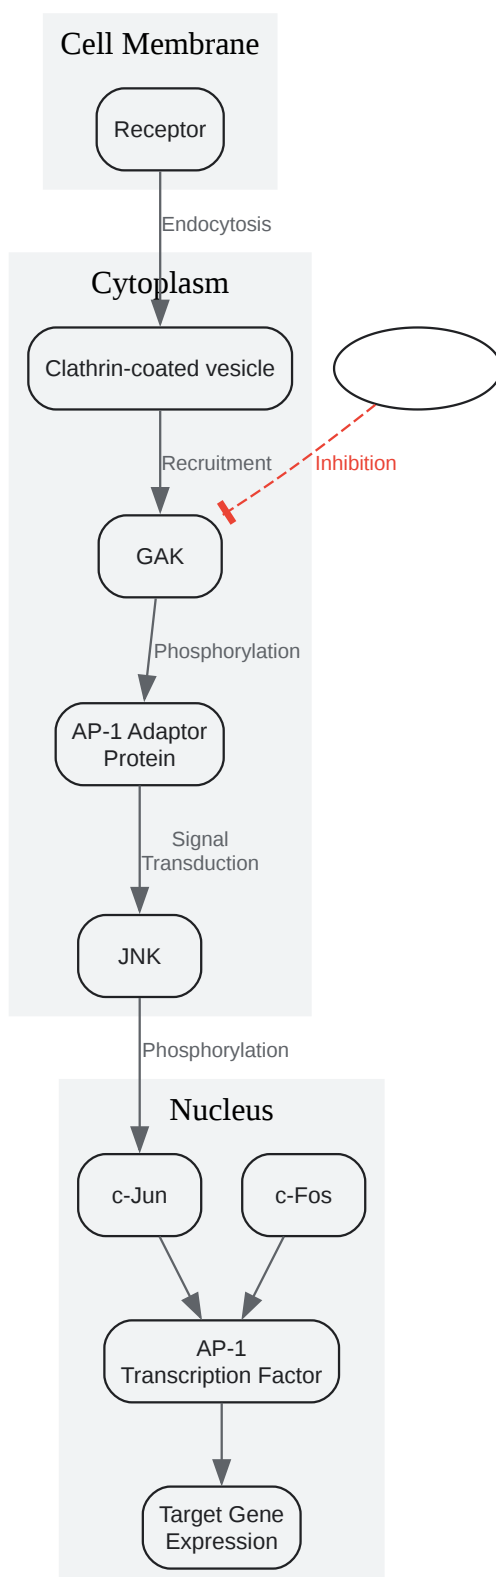 Cell Membrane
Receptor
Endocytosis
Cytoplasm
Clathrin-coated vesicle
Recruitment
Inhibition
GAK
Phosphorylation
AP-1 Adaptor
Protein
Signal
Transduction
JNK
Phosphorylation
Nucleus
c-Jun
c-Fos
AP-1
Transcription Factor
Target Gene
Expression